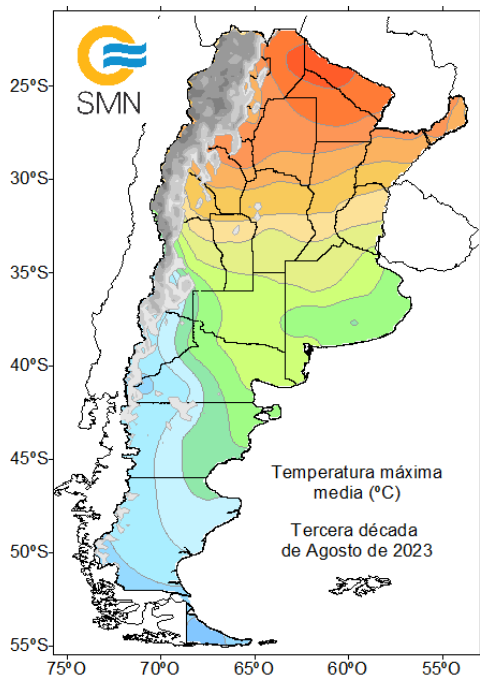 SMN
25°S
30°S
35°S
40°S
45°S
50°S
55°S
Temperatura máxima
media (ºC)
Tercera década
de Agosto de 2023
75°O 70°O 65°O 60°O 55°O